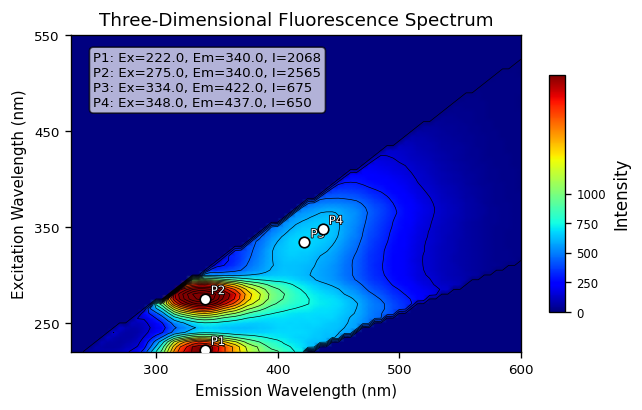 Three-Dimensional Fluorescence Spectrum
P1: Ex=222.0, Em=340.0, I=2068
P2: Ex=275.0, Em=340.0, I=2565
P3: Ex=334.0, Em=422.0, I=675
P4: Ex=348.0, Em=437.0, I=650
550
450
350
250
Excitation Wavelength (nm)
P4
P3
P2
P1
300
400
500
600
Emission Wavelength (nm)
1000
750
500
250
0
Intensity